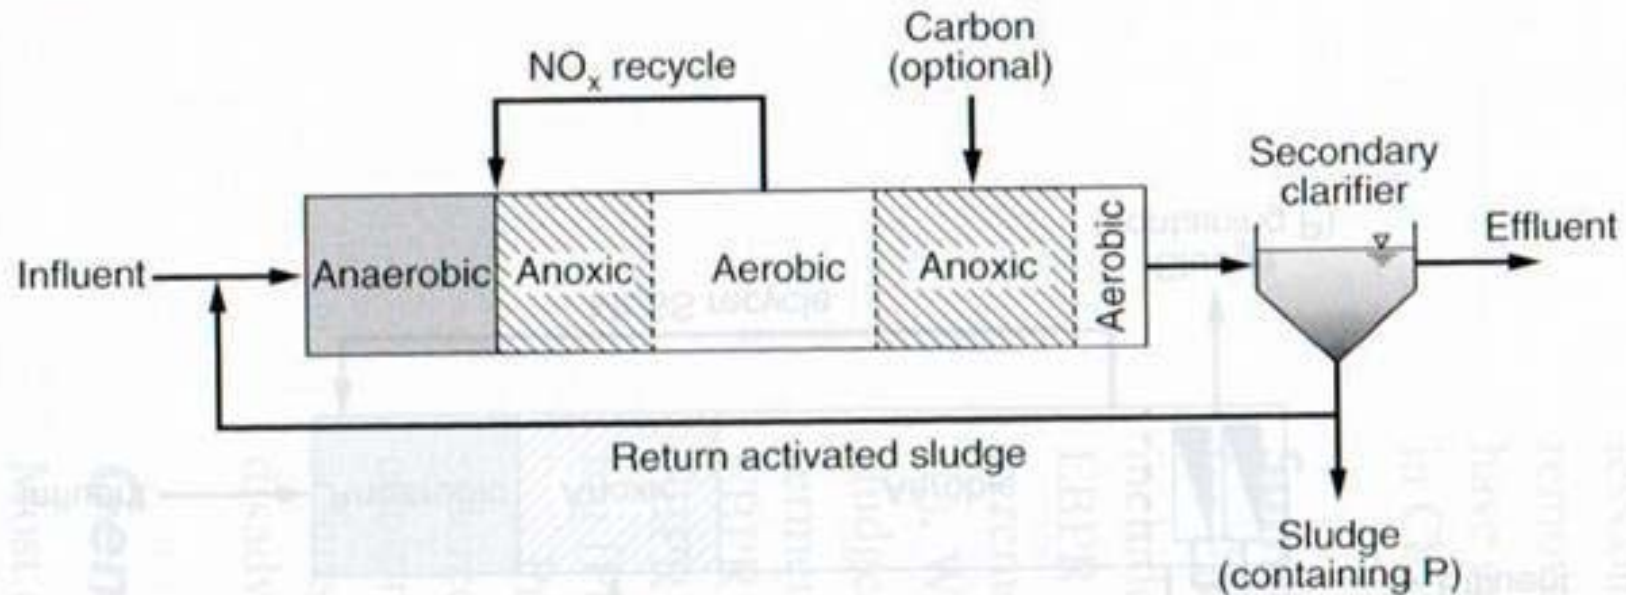 Carbon
(optional)
NOx recycle
Secondary
clarifier
Effluent
Influent
Anaerobic
Anoxic
Aerobic
Anoxic
Aerobic
Return activated sludge
Sludge
(containing P)